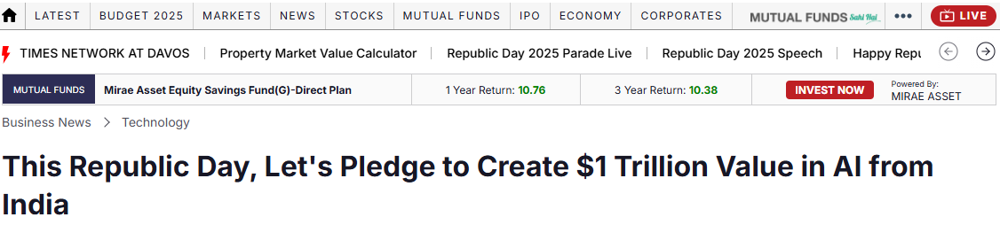 LATEST BUDGET 2025 MARKETS NEWS STOCKS MUTUAL FUNDS IPO ECONOMY CORPORATES MUTUAL FUNDS Sahi Hai ••• LIVE
TIMES NETWORK AT DAVOS Property Market Value Calculator Republic Day 2025 Parade Live Republic Day 2025 Speech Happy Repu
MUTUAL FUNDS Mirae Asset Equity Savings Fund(G)-Direct Plan 1 Year Return: 10.76 3 Year Return: 10.38 INVEST NOW Powered By:
MIRAE ASSET
Business News > Technology
This Republic Day, Let's Pledge to Create $1 Trillion Value in AI from
India